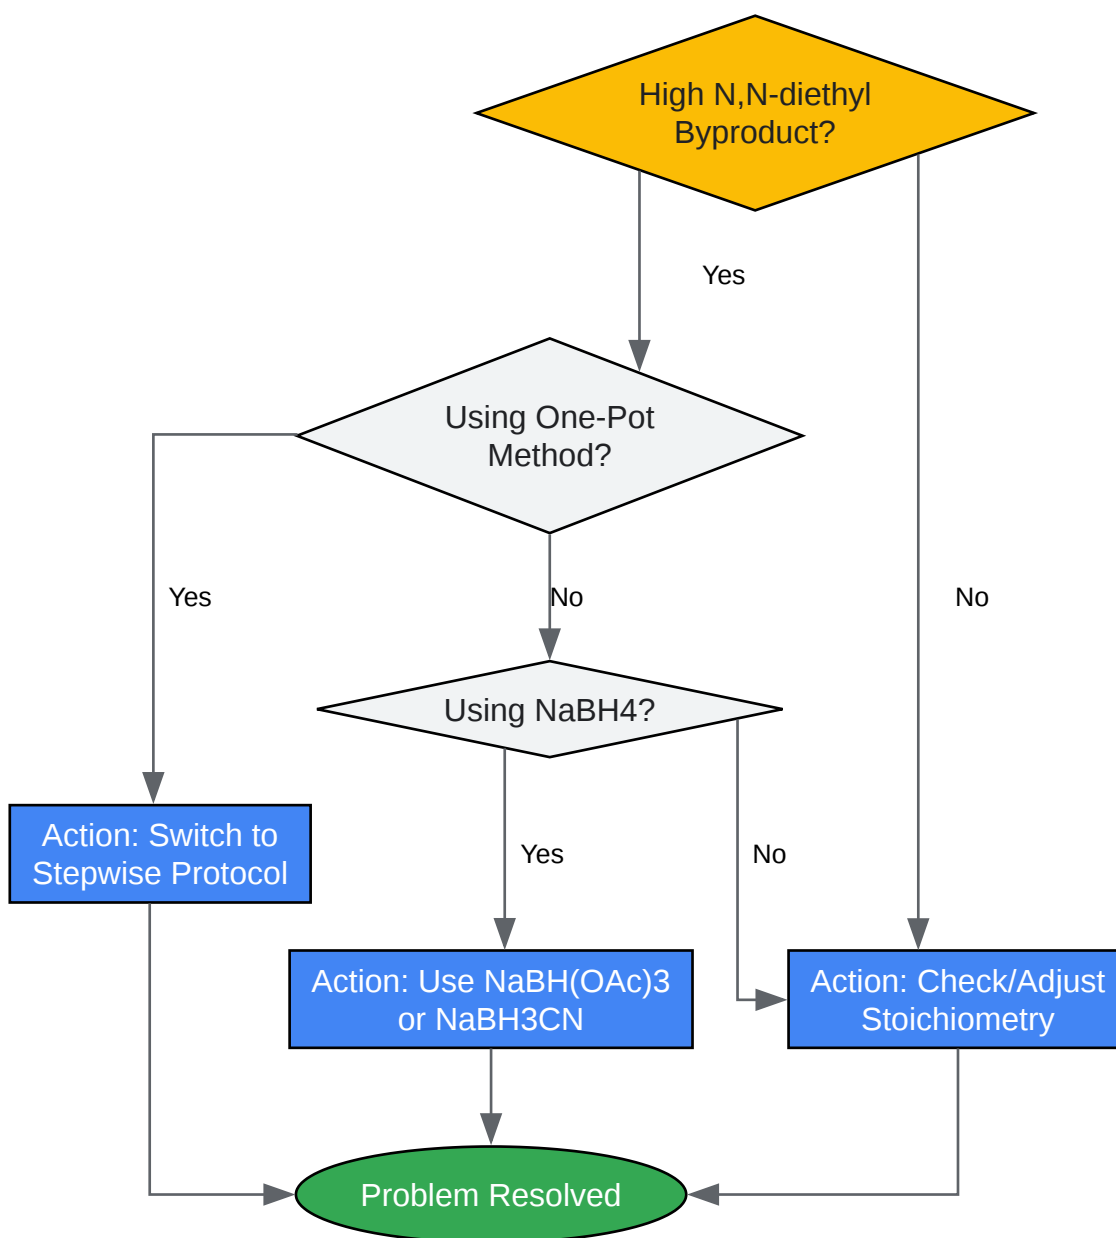 High N,N-diethyl
Byproduct?
Yes
Using One-Pot
Method?
Yes
No
No
Using NaBH4?
Action: Switch to
Stepwise Protocol
Yes
No
Action: Use NaBH(OAc)3
or NaBH3CN
Action: Check/Adjust
Stoichiometry
Problem Resolved